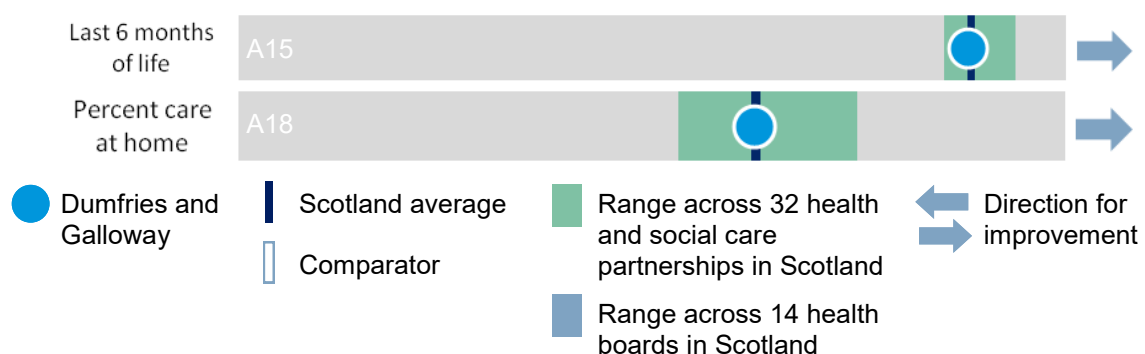 Last 6 months
of life
A15
Percent care
at home
A18
Dumfries and
Galloway
Scotland average
Comparator
Range across 32 health
and social care
partnerships in Scotland
Range across 14 health
boards in Scotland
Direction for
improvement